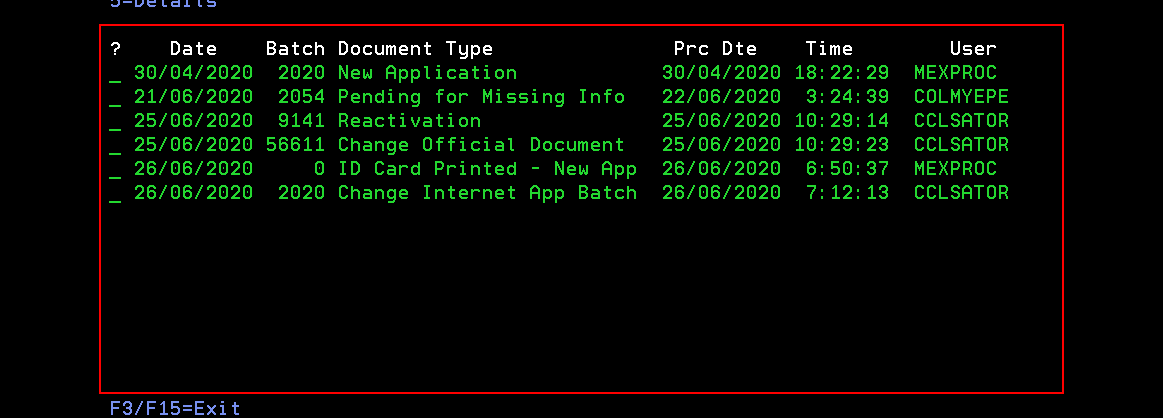 5=Details
? Date Batch Document Type Prc Dte Time User
_ 30/04/2020 2020 New Application 30/04/2020 18:22:29 MEXPROC
_ 21/06/2020 2054 Pending for Missing Info 22/06/2020 3:24:39 COLMYEPE
_ 25/06/2020 9141 Reactivation 25/06/2020 10:29:14 CCLSATOR
_ 25/06/2020 56611 Change Official Document 25/06/2020 10:29:23 CCLSATOR
_ 26/06/2020 0 ID Card Printed - New App 26/06/2020 6:50:37 MEXPROC
_ 26/06/2020 2020 Change Internet App Batch 26/06/2020 7:12:13 CCLSATOR
F3/F15=Exit